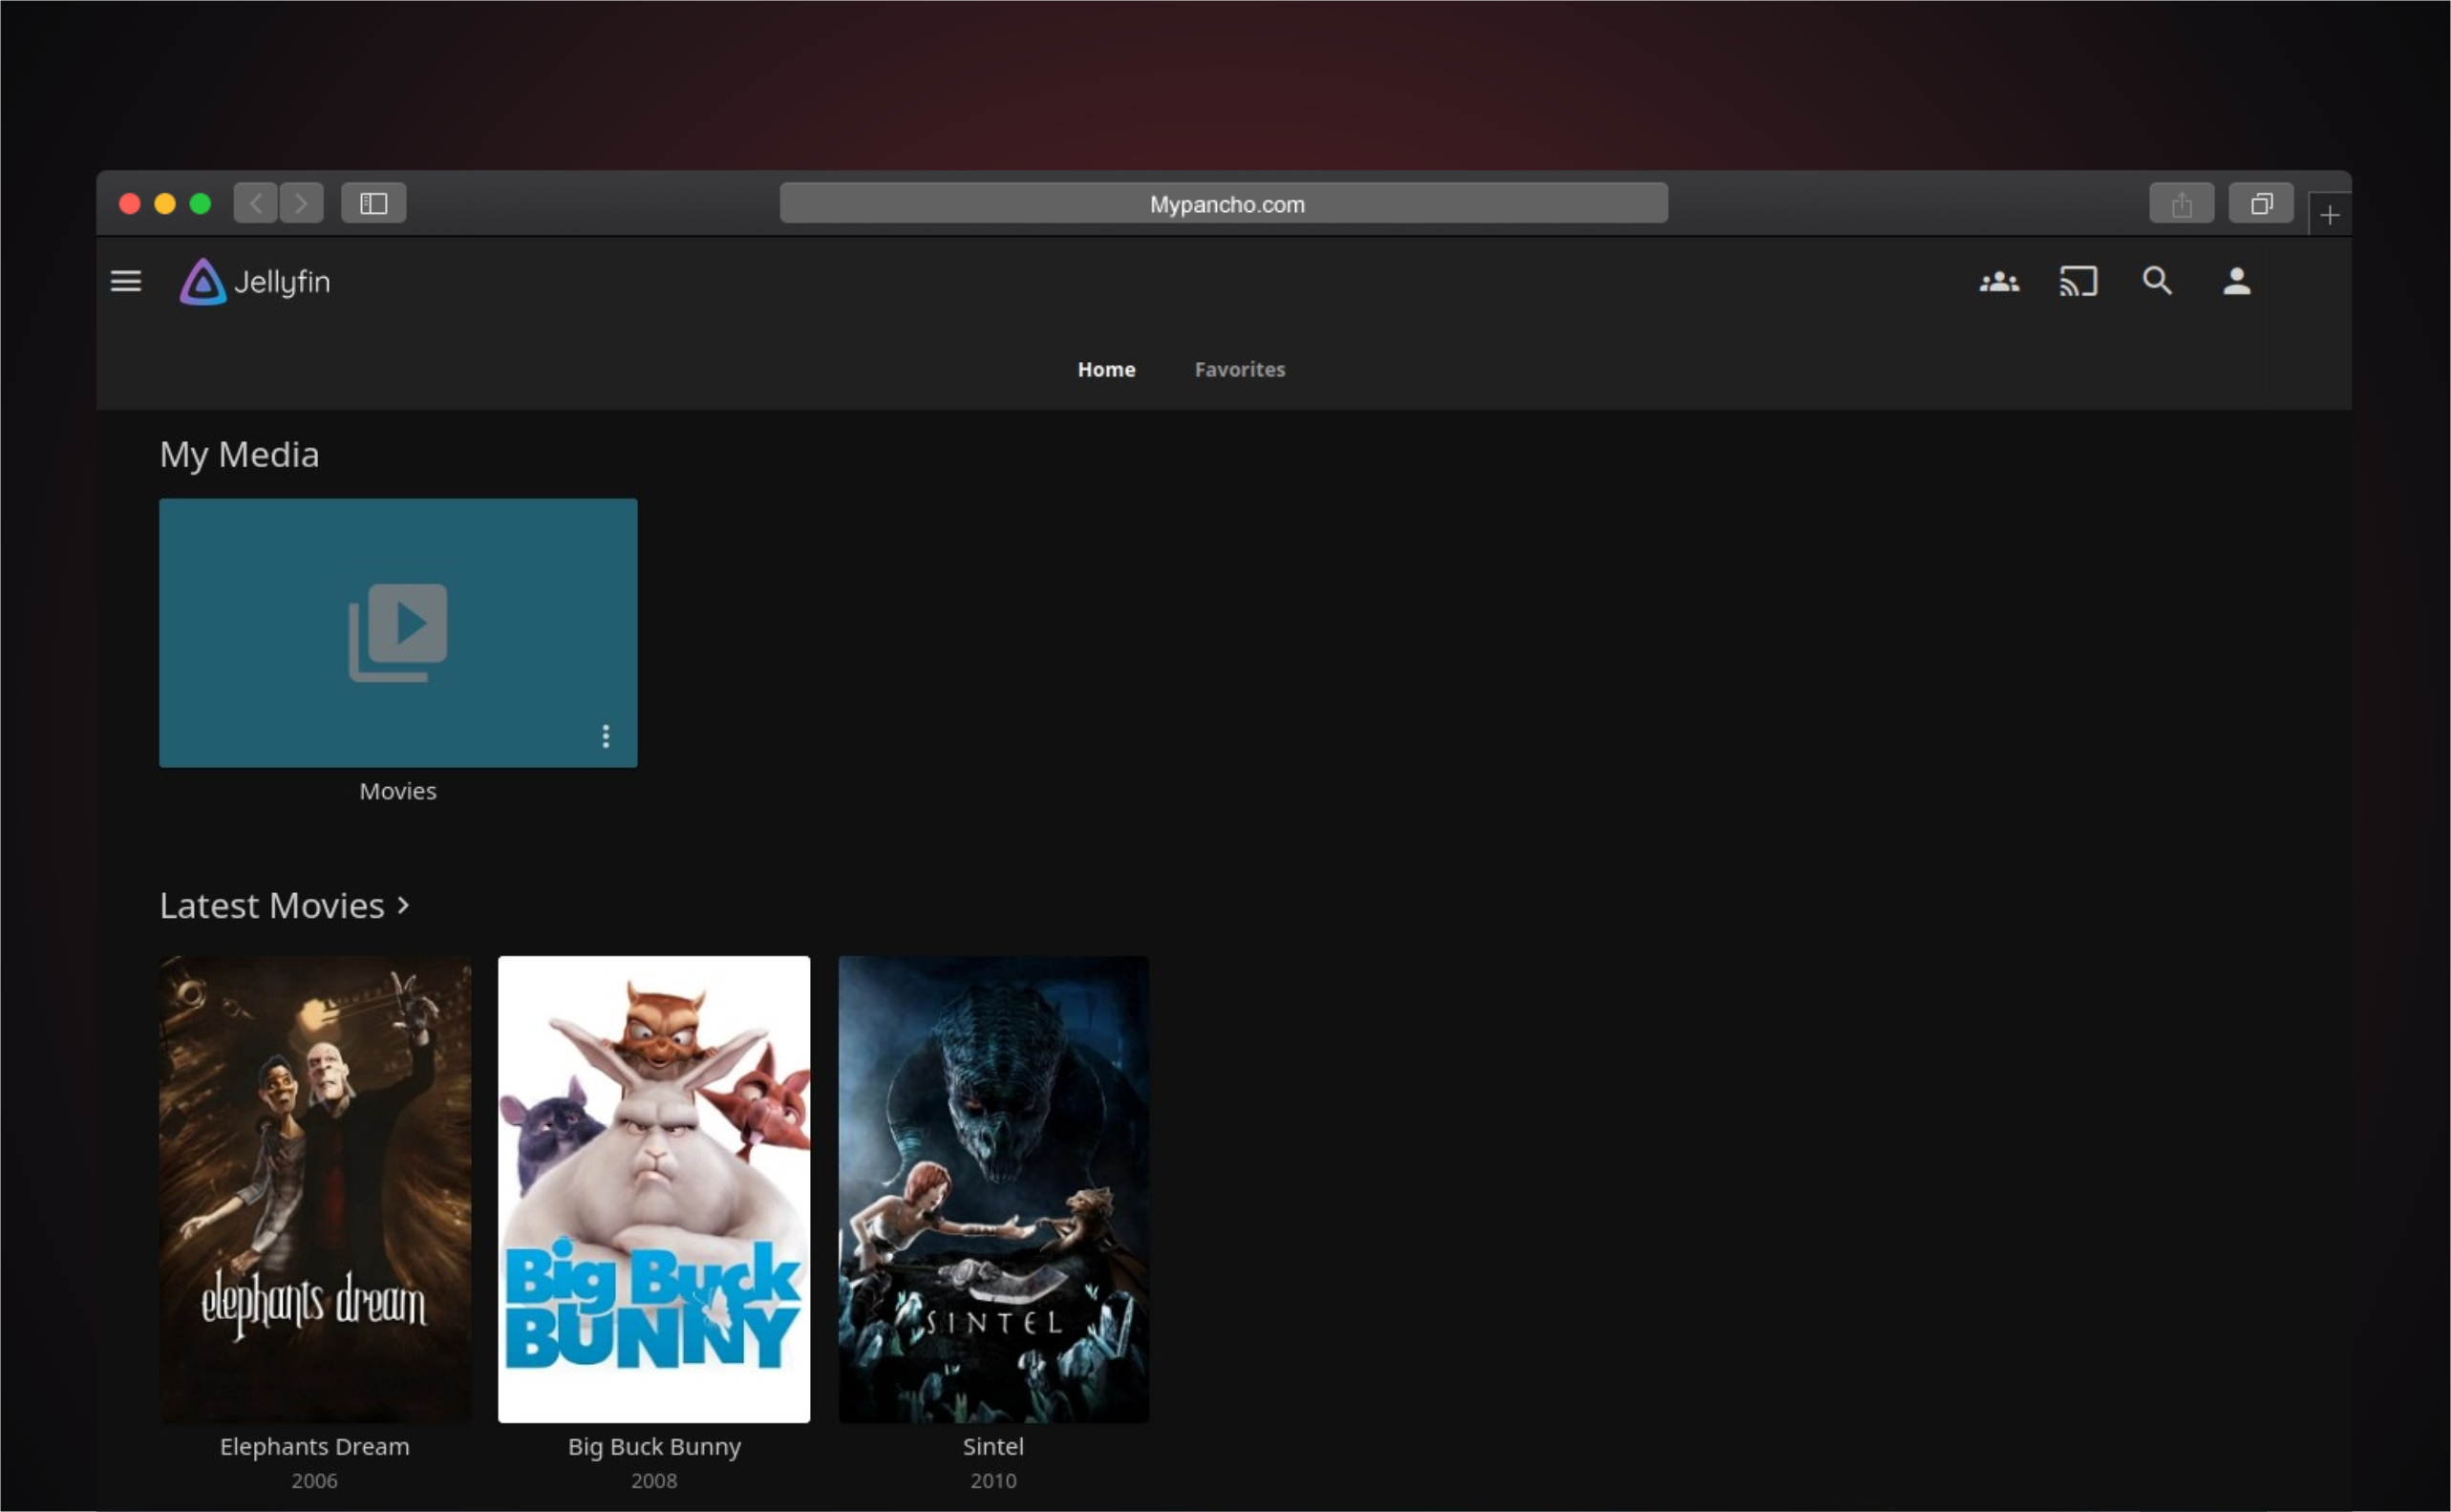 Mypancho.com
Jellyfin
Home Favorites
My Media
Movies
Latest Movies
elephants dream
Big Buck
BUNNY
SINTEL
Elephants Dream Big Buck Bunny Sintel
2006 2008 2010